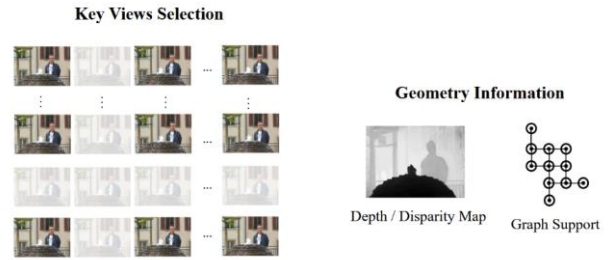 Key Views Selection
...
...
...
...
Geometry Information
Depth / Disparity Map
Graph Support